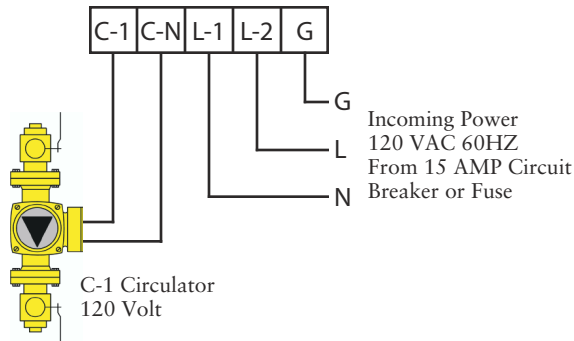 C-1 C-N L-1 L-2 G
G
L
N
Incoming Power
120 VAC 60HZ
From 15 AMP Circuit
Breaker or Fuse
C-1 Circulator
120 Volt